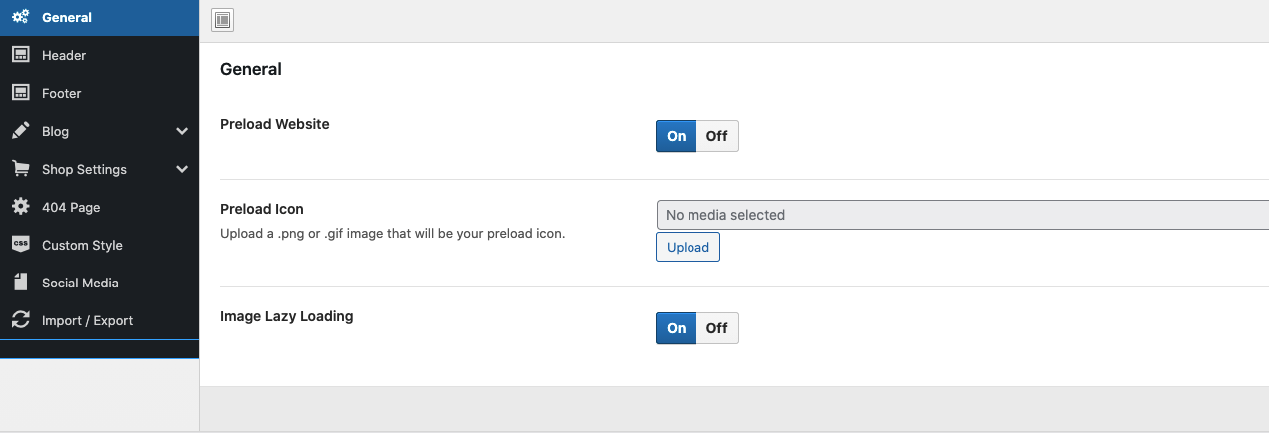 General
Header
Footer
Blog
Shop Settings
404 Page
CSS
Custom Style
Social Media
Import / Export
General
Preload Website
On Off
Preload Icon
Upload a .png or .gif image that will be your preload icon.
No media selected
Upload
Image Lazy Loading
On Off